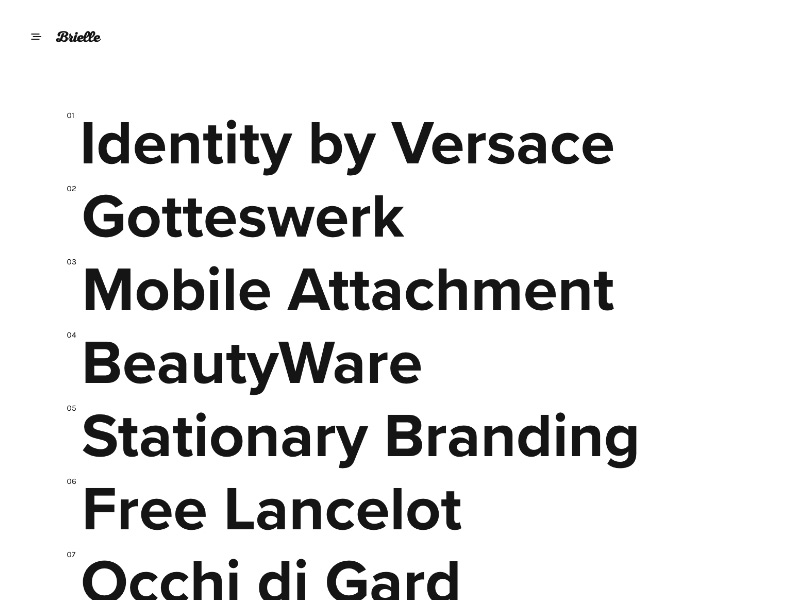 Brielle
01
Identity by Versace
02
Gotteswerk
03
Mobile Attachment
04
BeautyWare
05
Stationary Branding
06
Free Lancelot
07
Occhi di Gard